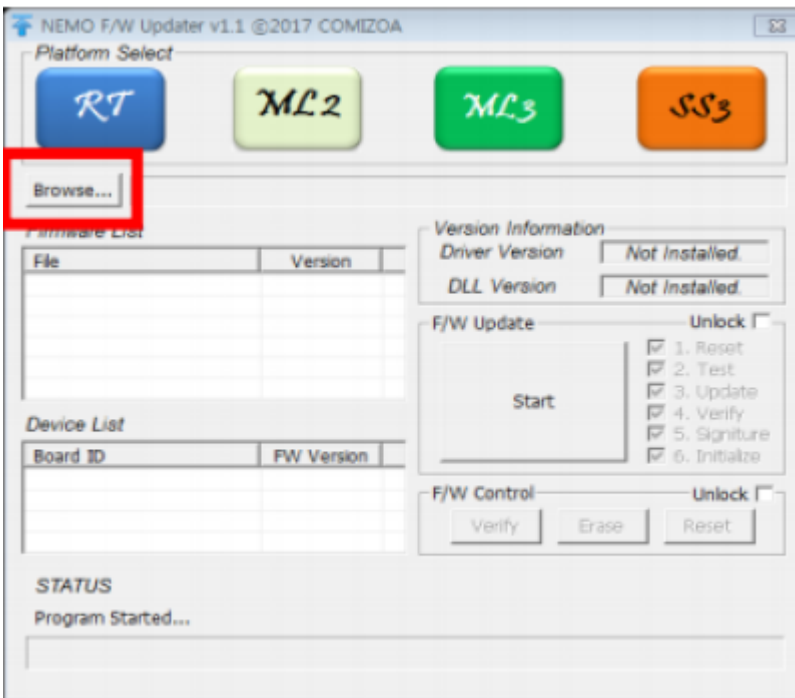 NEMO F/W Updater v1.1 ©2017 COMIZOA
Platform Select
RT
ML2
ML3
SS3
Browse...
Firmware List
File Version
Version Information
Driver Version Not Installed.
DLL Version Not Installed.
F/W Update Unlock
Start
1. Reset
2. Test
3. Update
4. Verify
5. Signiture
6. Initialize
Device List
Board ID FW Version
F/W Control Unlock
Verify Erase Reset
STATUS
Program Started...